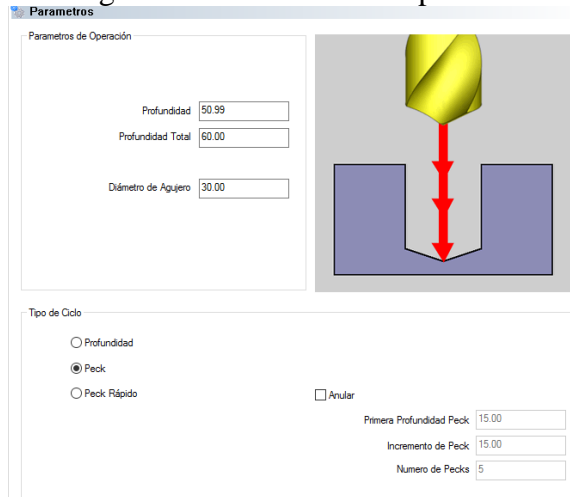 Parametros
Parametros de Operación
Profundidad 50.99
Profundidad Total 60.00
Diámetro de Agujero 30.00
Tipo de Ciclo
Profundidad
Peck
Peck Rápido
Anular
Primera Profundidad Peck 15.00
Incremento de Peck 15.00
Numero de Pecks 5